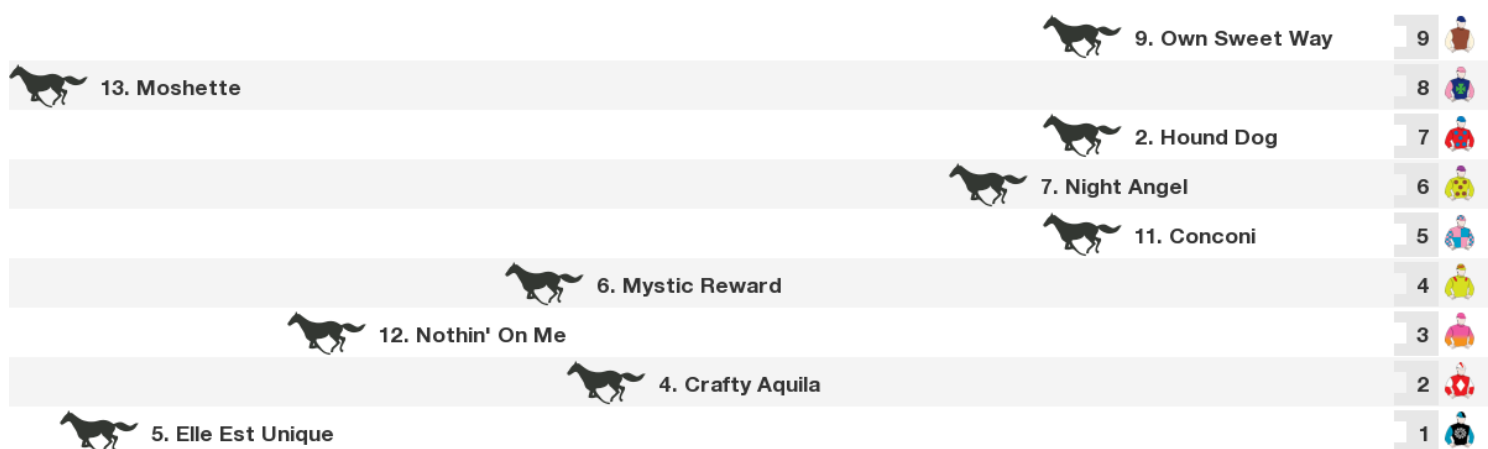 9. Own Sweet Way 9
13. Moshette 8
2. Hound Dog 7
7. Night Angel 6
11. Conconi 5
6. Mystic Reward 4
12. Nothin' On Me 3
4. Crafty Aquila 2
5. Elle Est Unique 1